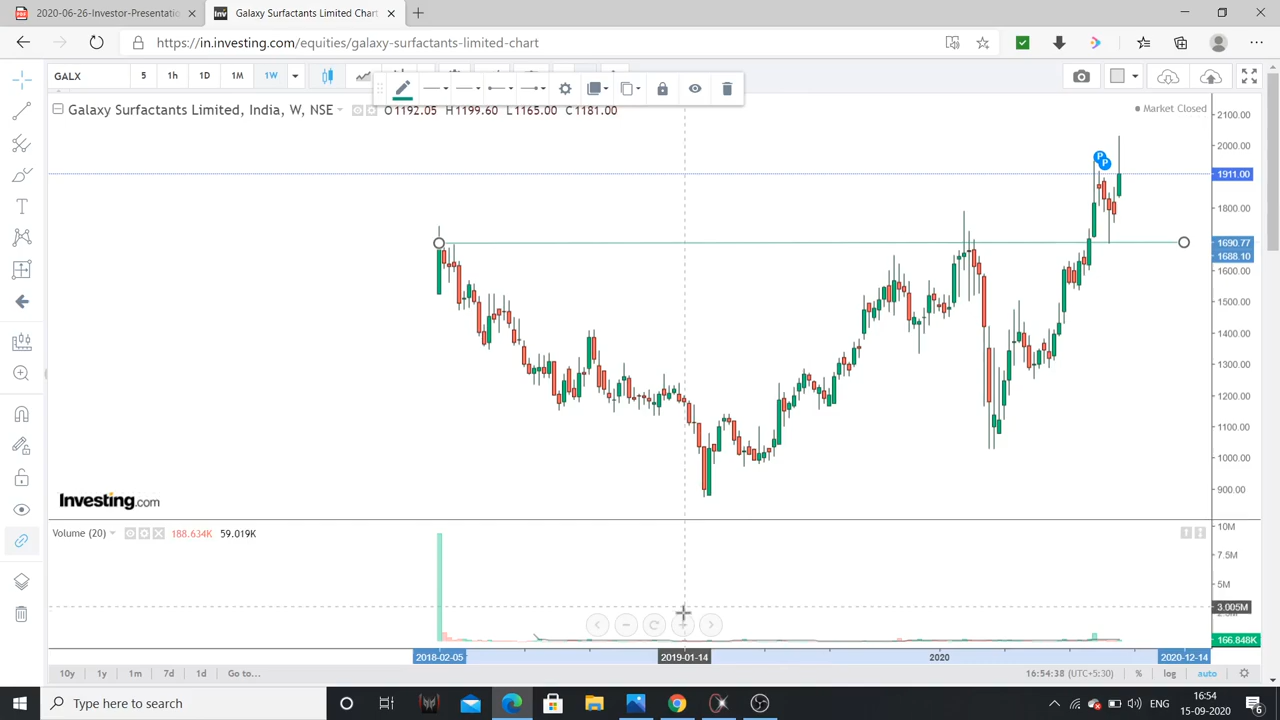 2020-06-26-Investor-Presentatio
Galaxy Surfactants Limited Chart
https://in.investing.com/equities/galaxy-surfactants-limited-chart
GALX
5
1h
1D
1M
1W
Galaxy Surfactants Limited, India, W, NSE
O1192.05 H1199.60 L1165.00 C1181.00
Market Closed
2100.00
2000.00
P
P
1911.00
1800.00
1690.77
1688.10
1600.00
1500.00
1400.00
1300.00
1200.00
1100.00
1000.00
900.00
Investing.com
Volume (20)
188.634K
59.019K
10M
7.5M
5M
3.005M
166.848K
2018-02-05
2019-01-14
2020
2020-12-14
10y
1y
1m
7d
1d
Go to...
16:54:38 (UTC+5:30)
%
log
auto
Type here to search
16:54
15-09-2020
6